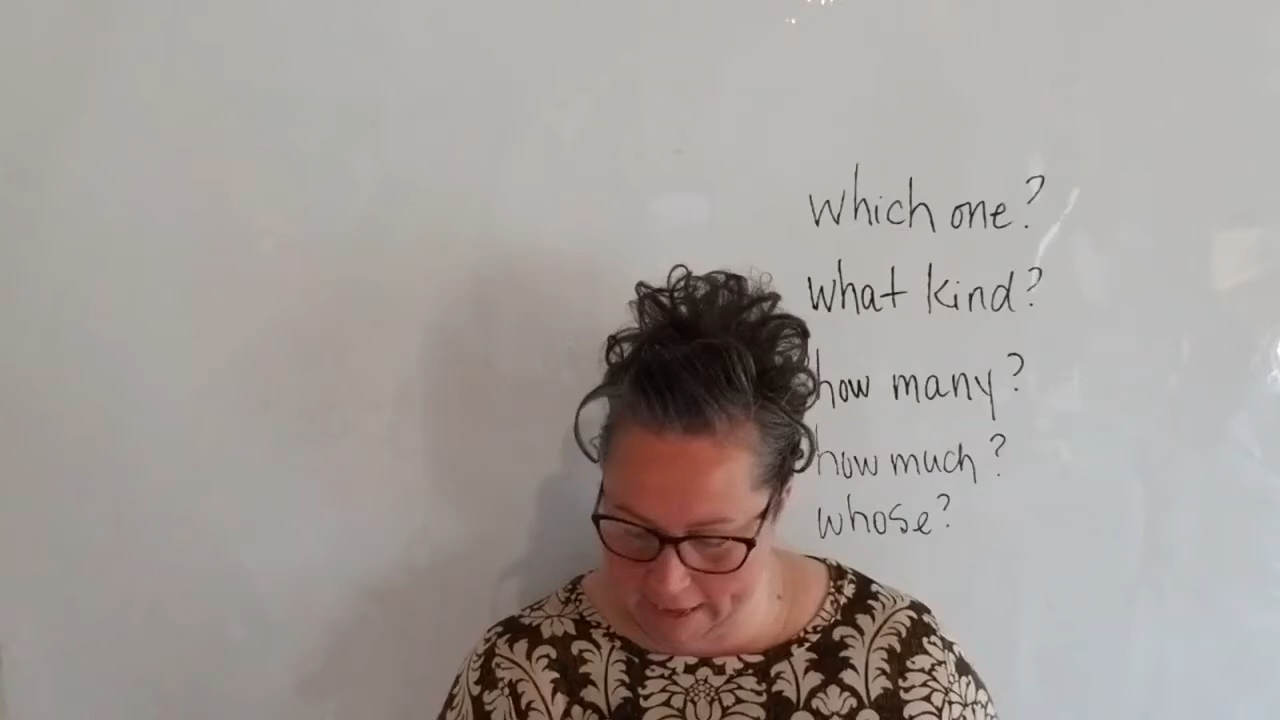 which one?
what kind?
how many?
how much?
whose?